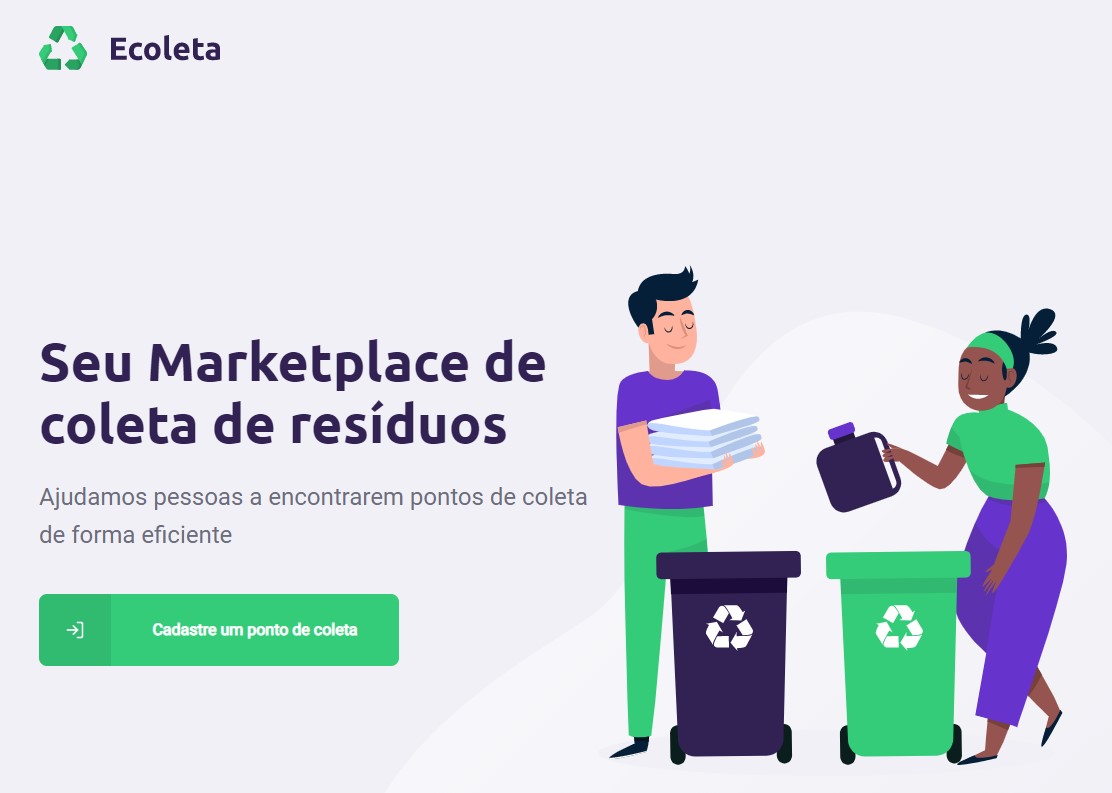 Ecoleta
Seu Marketplace de
coleta de resíduos
Ajudamos pessoas a encontrarem pontos de coleta
de forma eficiente
Cadastre um ponto de coleta